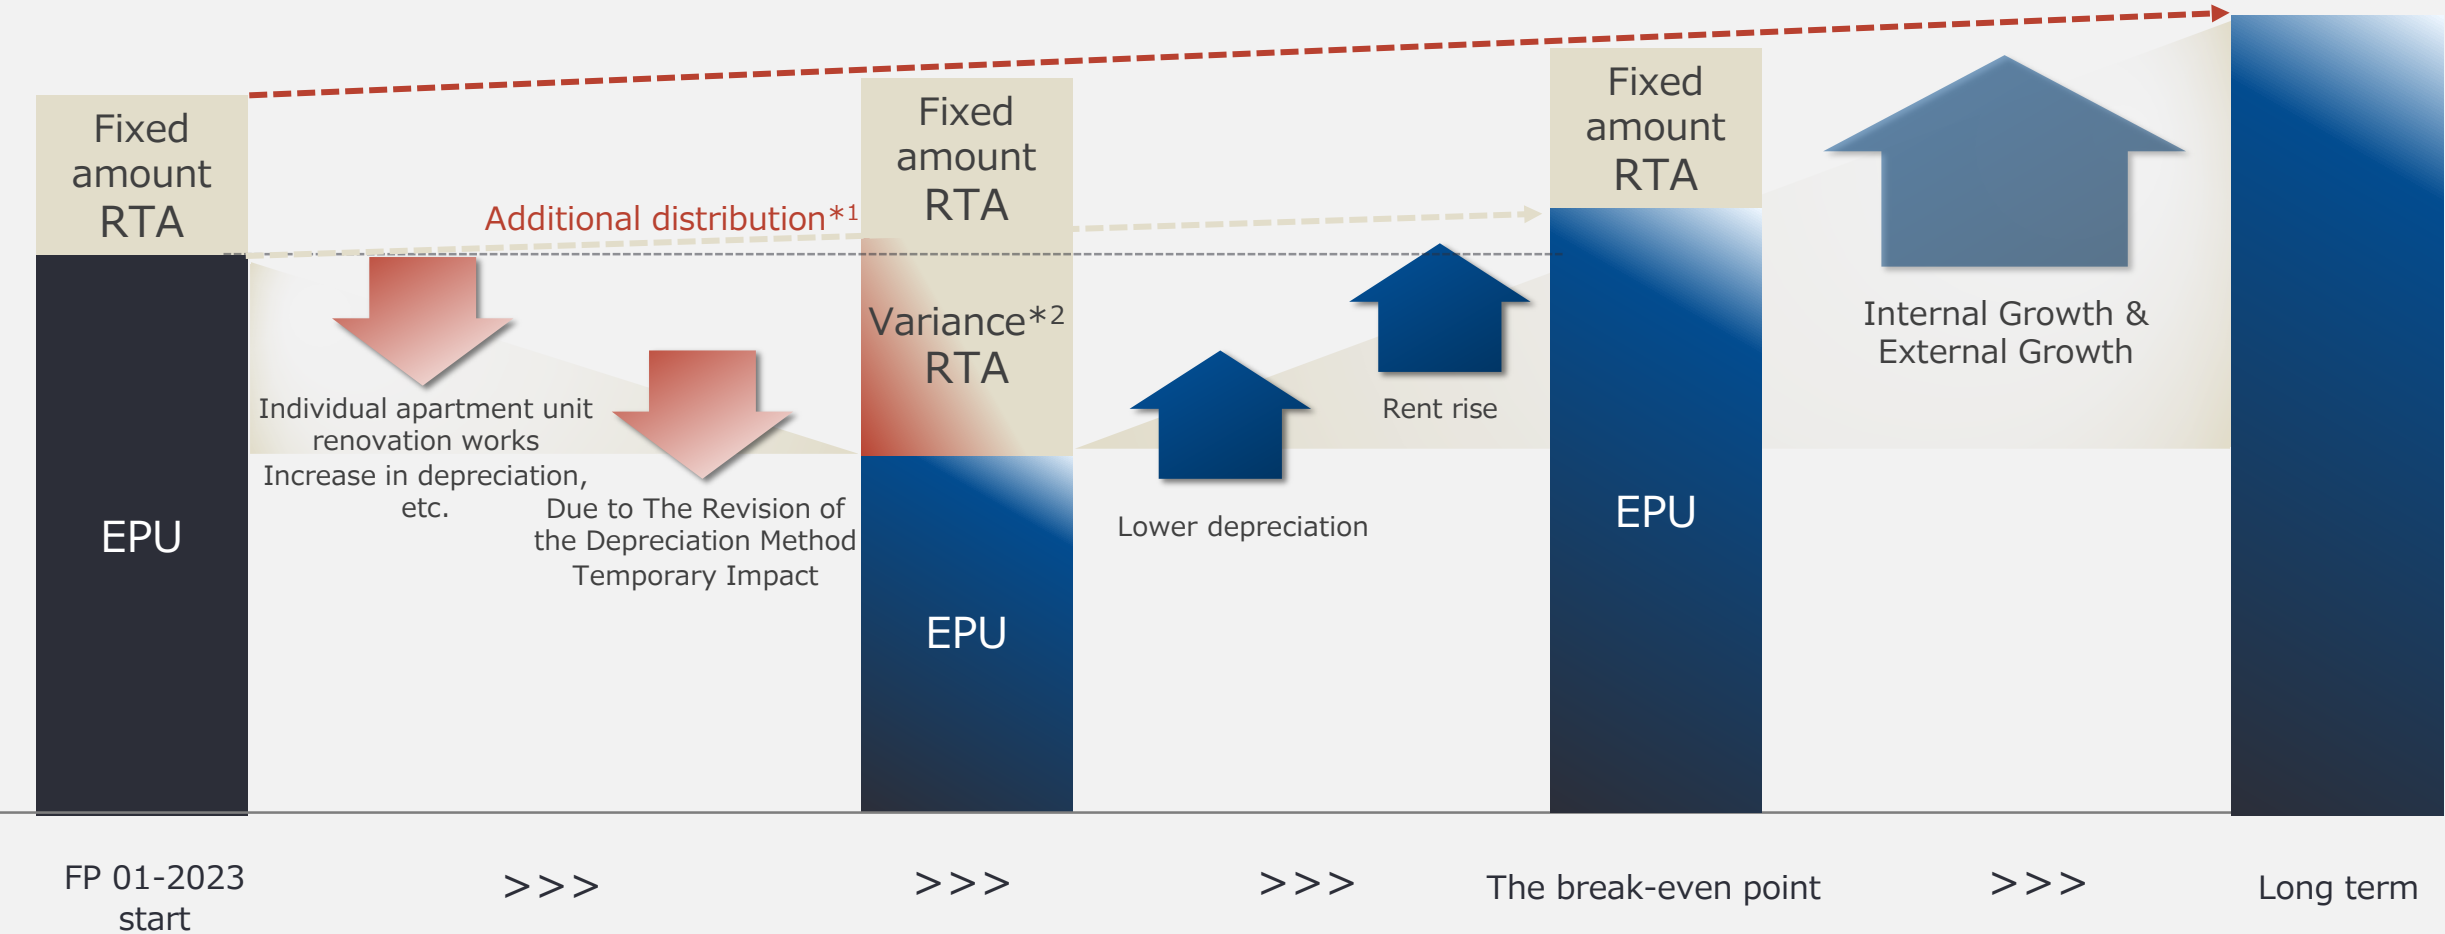 Fixed
amount
RTA
EPU
Additional distribution*1
Individual apartment unit
renovation works
Increase in depreciation,
etc.
Due to The Revision of
the Depreciation Method
Temporary Impact
Fixed
amount
RTA
Variance*2
RTA
EPU
Lower depreciation
Rent rise
Fixed
amount
RTA
EPU
Internal Growth &
External Growth
FP 01-2023
start
>>>
>>>
>>>
The break-even point
>>>
Long term